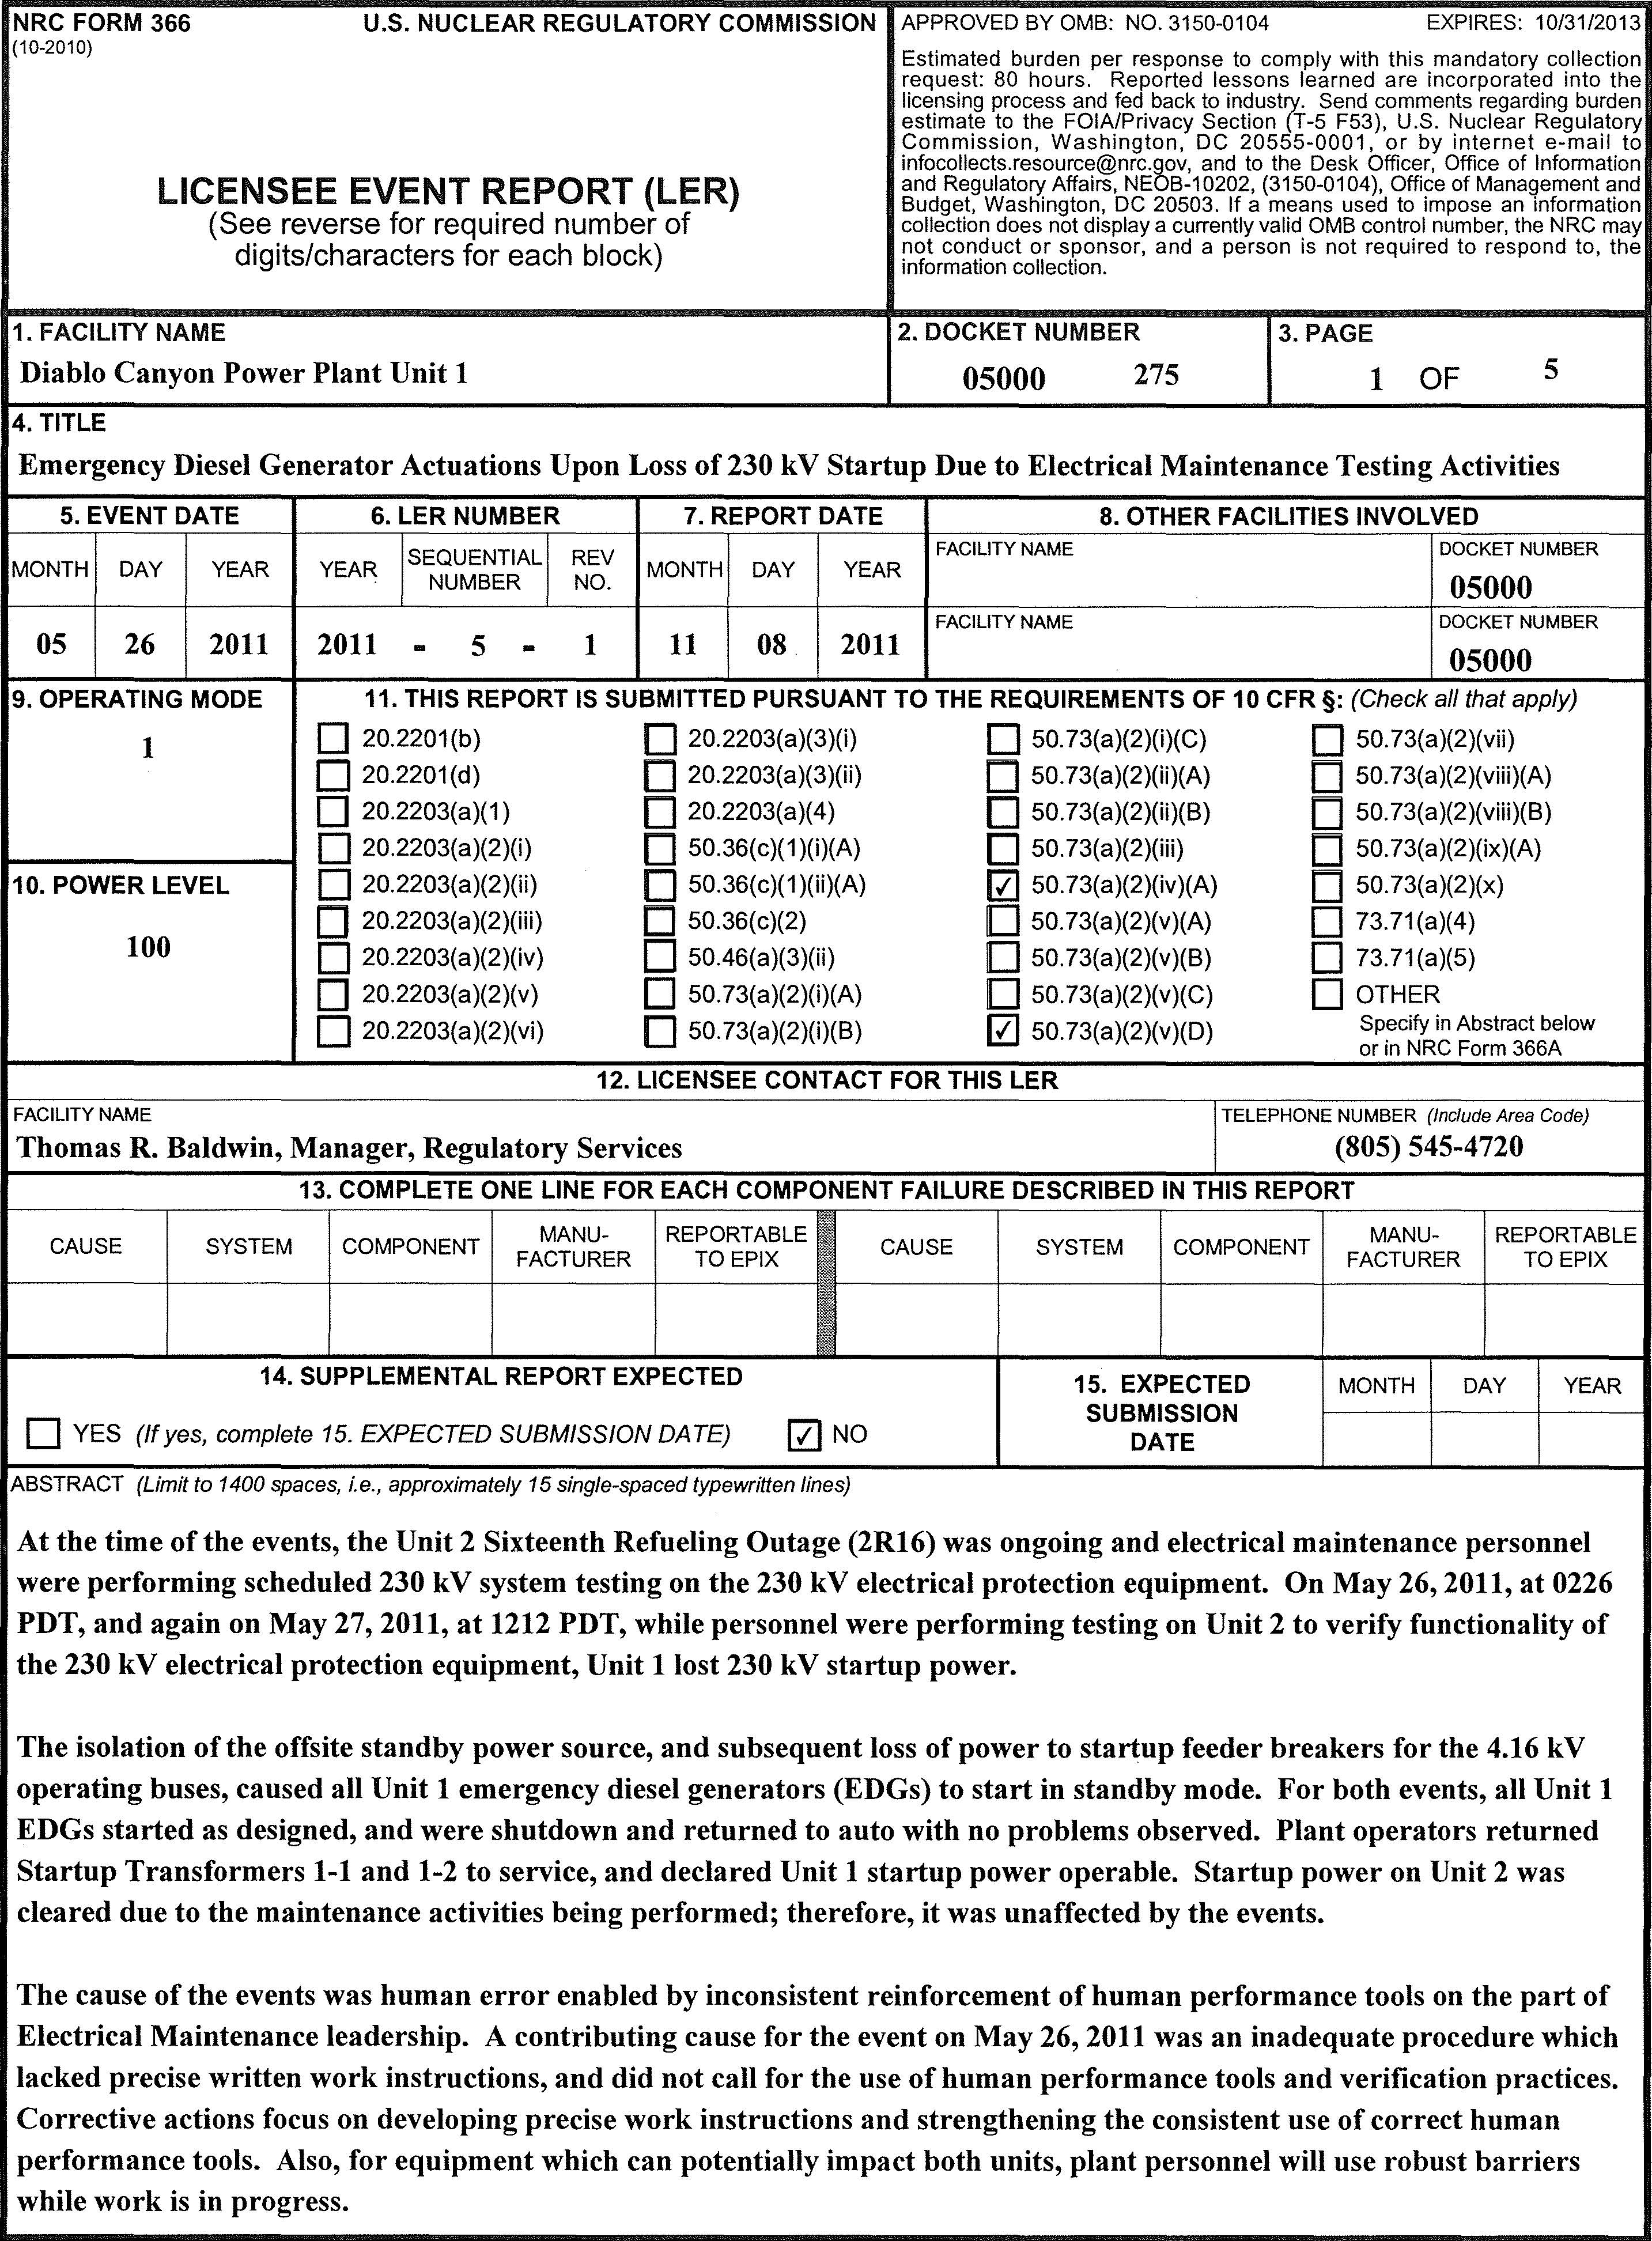 NRC FORM 366
(10-2010)
U.S. NUCLEAR REGULATORY COMMISSION
LICENSEE EVENT REPORT (LER)
(See reverse for required number of
digits/characters for each block)
APPROVED BY OMB: NO. 3150-0104 EXPIRES: 10/31/2013
Estimated burden per response to comply with this mandatory collection
request: 80 hours. Reported lessons learned are incorporated into the
licensing process and fed back to industry. Send comments regarding burden
estimate to the FOIA/Privacy Section (T-5 F53), U.S. Nuclear Regulatory
Commission, Washington, DC 20555-0001, or by internet e-mail to
infocollects.resource@nrc.gov, and to the Desk Officer, Office of Information
and Regulatory Affairs, NEOB-10202, (3150-0104), Office of Management and
Budget, Washington, DC 20503. If a means used to impose an information
collection does not display a currently valid OMB control number, the NRC may
not conduct or sponsor, and a person is not required to respond to, the
information collection.
1. FACILITY NAME
Diablo Canyon Power Plant Unit 1
2. DOCKET NUMBER
05000 275
3. PAGE
1 OF 5
4. TITLE
Emergency Diesel Generator Actuations Upon Loss of 230 kV Startup Due to Electrical Maintenance Testing Activities
5. EVENT DATE
MONTH DAY YEAR
05 26 2011
6. LER NUMBER
YEAR SEQUENTIAL NUMBER REV NO.
2011 - 5 - 1
7. REPORT DATE
MONTH DAY YEAR
11 08 2011
8. OTHER FACILITIES INVOLVED
FACILITY NAME DOCKET NUMBER
05000
FACILITY NAME DOCKET NUMBER
05000
9. OPERATING MODE
1
10. POWER LEVEL
100
11. THIS REPORT IS SUBMITTED PURSUANT TO THE REQUIREMENTS OF 10 CFR §: (Check all that apply)
☐ 20.2201(b) ☐ 20.2203(a)(3)(i) ☐ 50.73(a)(2)(i)(C) ☐ 50.73(a)(2)(vii)
☐ 20.2201(d) ☐ 20.2203(a)(3)(ii) ☐ 50.73(a)(2)(ii)(A) ☐ 50.73(a)(2)(viii)(A)
☐ 20.2203(a)(1) ☐ 20.2203(a)(4) ☐ 50.73(a)(2)(ii)(B) ☐ 50.73(a)(2)(viii)(B)
☐ 20.2203(a)(2)(i) ☐ 50.36(c)(1)(i)(A) ☐ 50.73(a)(2)(iii) ☐ 50.73(a)(2)(ix)(A)
☐ 20.2203(a)(2)(ii) ☐ 50.36(c)(1)(ii)(A) ☑ 50.73(a)(2)(iv)(A) ☐ 50.73(a)(2)(x)
☐ 20.2203(a)(2)(iii) ☐ 50.36(c)(2) ☐ 50.73(a)(2)(v)(A) ☐ 73.71(a)(4)
☐ 20.2203(a)(2)(iv) ☐ 50.46(a)(3)(ii) ☐ 50.73(a)(2)(v)(B) ☐ 73.71(a)(5)
☐ 20.2203(a)(2)(v) ☐ 50.73(a)(2)(i)(A) ☐ 50.73(a)(2)(v)(C) ☐ OTHER
☐ 20.2203(a)(2)(vi) ☐ 50.73(a)(2)(i)(B) ☑ 50.73(a)(2)(v)(D) Specify in Abstract below
or in NRC Form 366A
12. LICENSEE CONTACT FOR THIS LER
FACILITY NAME
Thomas R. Baldwin, Manager, Regulatory Services
TELEPHONE NUMBER (Include Area Code)
(805) 545-4720
13. COMPLETE ONE LINE FOR EACH COMPONENT FAILURE DESCRIBED IN THIS REPORT
CAUSE SYSTEM COMPONENT MANU-FACTURER REPORTABLE TO EPIX CAUSE SYSTEM COMPONENT MANU-FACTURER REPORTABLE TO EPIX
14. SUPPLEMENTAL REPORT EXPECTED
☐ YES (If yes, complete 15. EXPECTED SUBMISSION DATE) ☑ NO
15. EXPECTED
SUBMISSION
DATE
MONTH DAY YEAR
ABSTRACT (Limit to 1400 spaces, i.e., approximately 15 single-spaced typewritten lines)
At the time of the events, the Unit 2 Sixteenth Refueling Outage (2R16) was ongoing and electrical maintenance personnel
were performing scheduled 230 kV system testing on the 230 kV electrical protection equipment. On May 26, 2011, at 0226
PDT, and again on May 27, 2011, at 1212 PDT, while personnel were performing testing on Unit 2 to verify functionality of
the 230 kV electrical protection equipment, Unit 1 lost 230 kV startup power.
The isolation of the offsite standby power source, and subsequent loss of power to startup feeder breakers for the 4.16 kV
operating buses, caused all Unit 1 emergency diesel generators (EDGs) to start in standby mode. For both events, all Unit 1
EDGs started as designed, and were shutdown and returned to auto with no problems observed. Plant operators returned
Startup Transformers 1-1 and 1-2 to service, and declared Unit 1 startup power operable. Startup power on Unit 2 was
cleared due to the maintenance activities being performed; therefore, it was unaffected by the events.
The cause of the events was human error enabled by inconsistent reinforcement of human performance tools on the part of
Electrical Maintenance leadership. A contributing cause for the event on May 26, 2011 was an inadequate procedure which
lacked precise written work instructions, and did not call for the use of human performance tools and verification practices.
Corrective actions focus on developing precise work instructions and strengthening the consistent use of correct human
performance tools. Also, for equipment which can potentially impact both units, plant personnel will use robust barriers
while work is in progress.